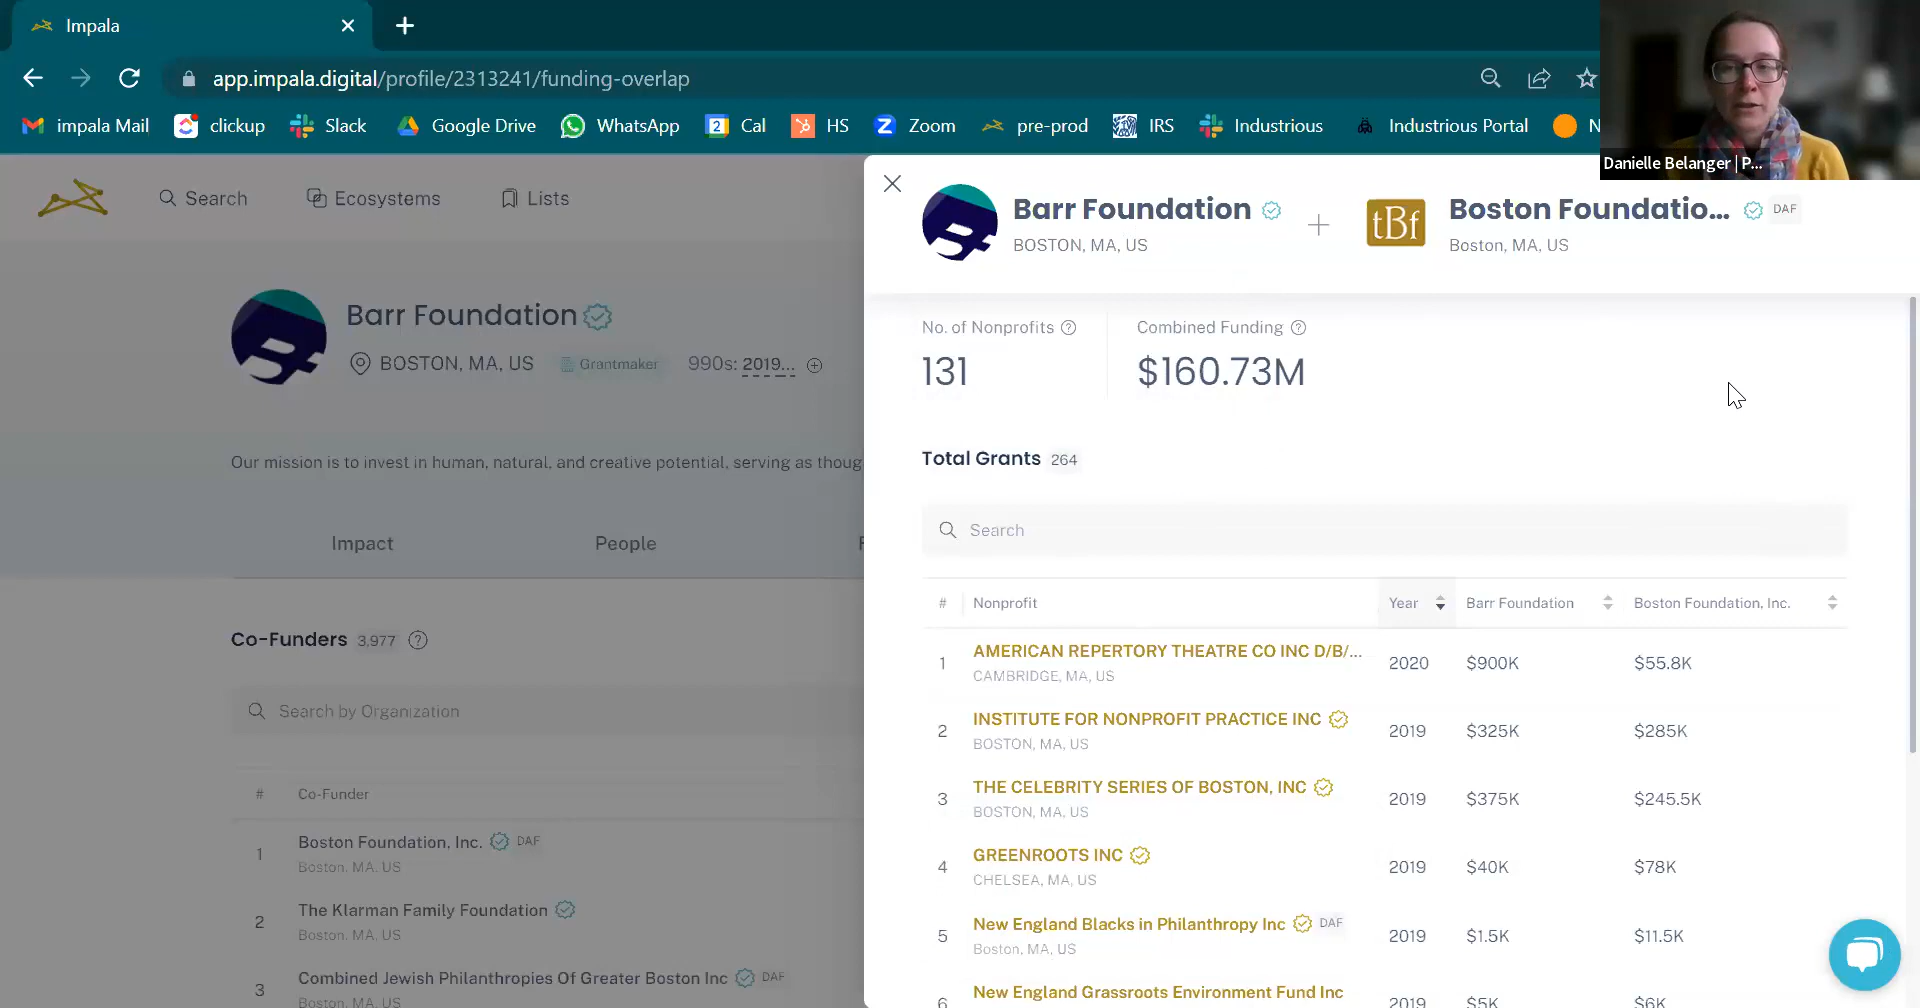 Impala
app.impala.digital/profile/2313241/funding-overlap
impala Mail clickup Slack Google Drive WhatsApp Cal HS Zoom pre-prod IRS Industrious Industrious Portal N
Danielle Belanger | P...
Search Ecosystems Lists
Barr Foundation
BOSTON, MA, US Grantmaker 990s: 2019...
Our mission is to invest in human, natural, and creative potential, serving as thoug
Impact People
Co-Funders 3,977
Search by Organization
# Co-Funder
1 Boston Foundation, Inc. DAF
Boston, MA, US
2 The Klarman Family Foundation
Boston, MA, US
3 Combined Jewish Philanthropies Of Greater Boston Inc DAF
Boston, MA, US
Barr Foundation
BOSTON, MA, US
tBf
Boston Foundatio... DAF
Boston, MA, US
No. of Nonprofits Combined Funding
131 $160.73M
Total Grants 264
Search
# Nonprofit Year Barr Foundation Boston Foundation, Inc.
1 AMERICAN REPERTORY THEATRE CO INC D/B/... 2020 $900K $55.8K
CAMBRIDGE, MA, US
2 INSTITUTE FOR NONPROFIT PRACTICE INC 2019 $325K $285K
BOSTON, MA, US
3 THE CELEBRITY SERIES OF BOSTON, INC 2019 $375K $245.5K
BOSTON, MA, US
4 GREENROOTS INC 2019 $40K $78K
CHELSEA, MA, US
5 New England Blacks in Philanthropy Inc DAF 2019 $1.5K $11.5K
Boston, MA, US
6 New England Grassroots Environment Fund Inc 2019 $5K $6K